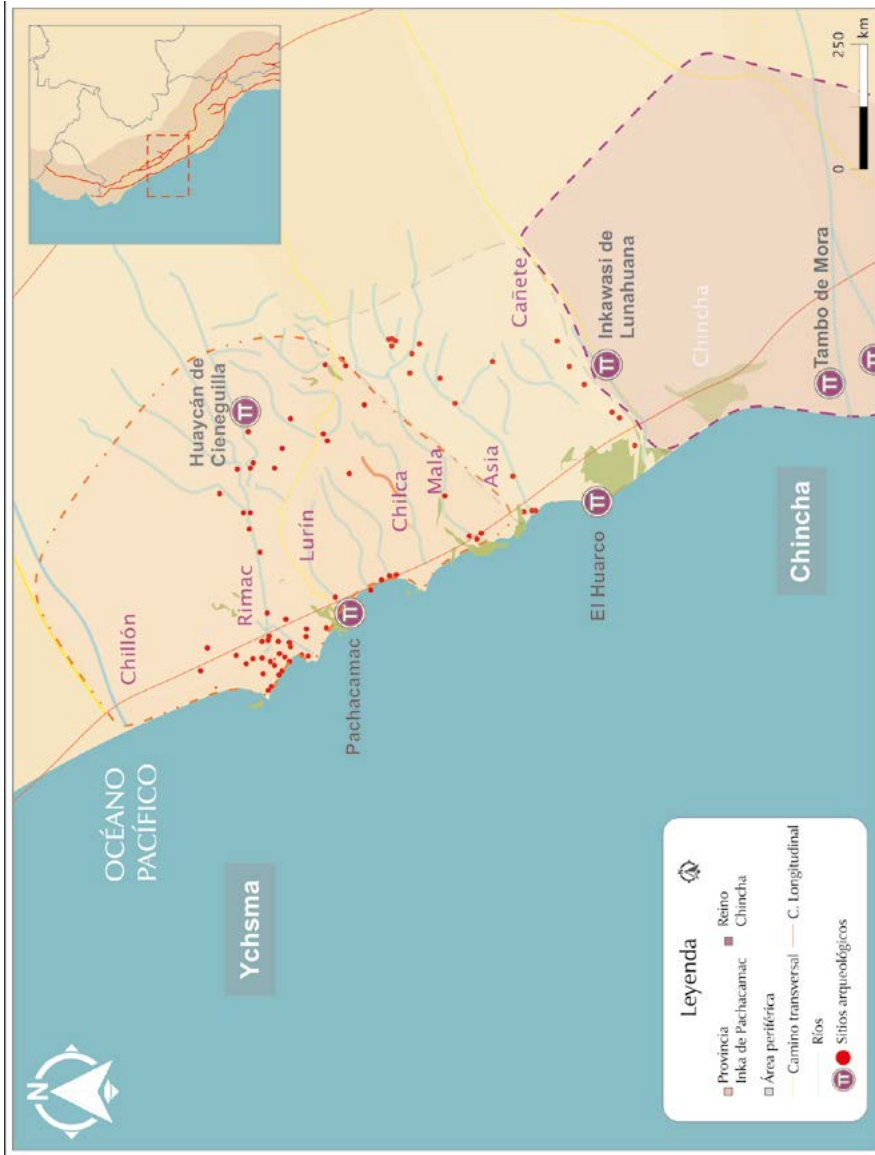 N
OCÉANO
PACÍFICO
Ychsma
Chincha
Chillón
Rimac
Lurín
Chilca
Mala
Asia
Cañete
Chincha
Huaycán de
Cieneguilla
Pachacamac
El Huarco
Inkawasi de
Lunahuana
Tambo de Mora
0
250
km
Leyenda
Provincia
Inka de Pachacamac
Reino
Chincha
Área periférica
Camino transversal
C. Longitudinal
Ríos
Sitios arqueológicos